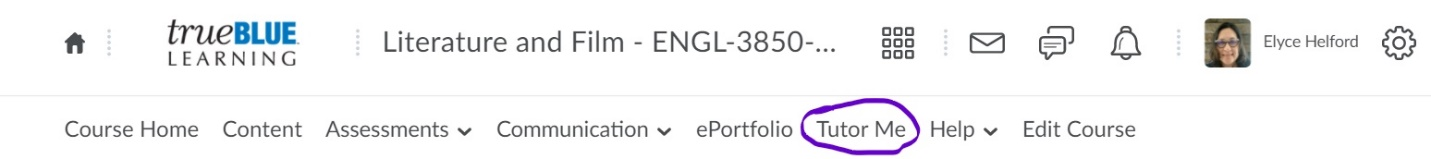 trueBLUE
LEARNING
Literature and Film - ENGL-3850-...
Elyce Helford
Course Home Content Assessments Communication ePortfolio Tutor Me Help Edit Course